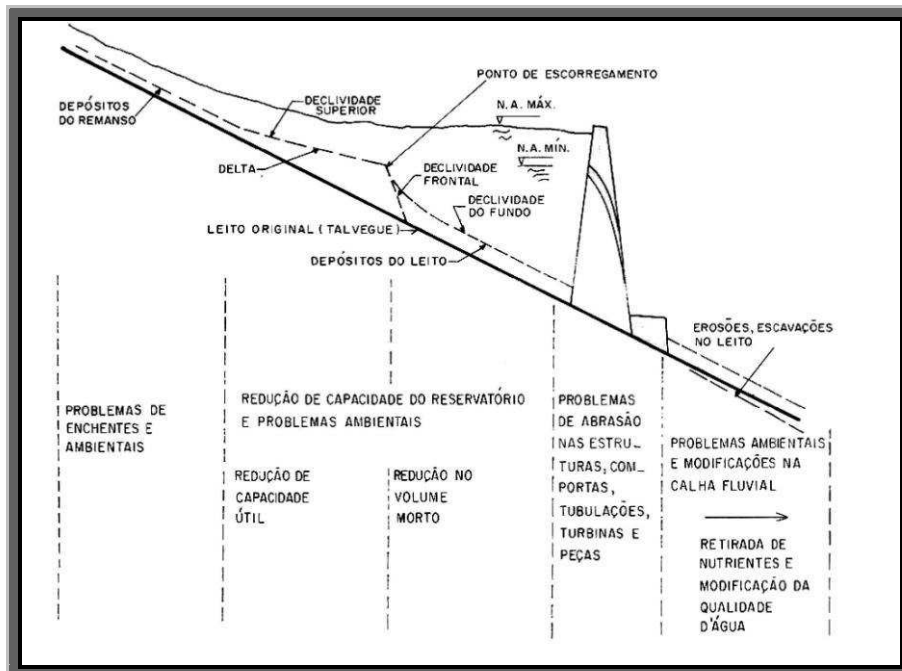 PONTO DE ESCORREGAMENTO
DEPÓSITOS
DO REMANSO
DECLIVIDADE
SUPERIOR
N.A. MÁX.
N.A. MÍN.
DELTA
DECLIVIDADE
FRONTAL
DECLIVIDADE
DO FUNDO
LEITO ORIGINAL (TALVEGUE)
DEPÓSITOS DO LEITO
EROSÕES, ESCAVAÇÕES
NO LEITO
PROBLEMAS DE
ENCHENTES E
AMBIENTAIS
REDUÇÃO DE CAPACIDADE DO RESERVATÓRIO
E PROBLEMAS AMBIENTAIS
REDUÇÃO DE
CAPACIDADE
ÚTIL
REDUÇÃO NO
VOLUME
MORTO
PROBLEMAS
DE ABRASÃO
NAS ESTRU_
TURAS, COM_
PORTAS,
TUBULAÇÕES,
TURBINAS E
PEÇAS
PROBLEMAS AMBIENTAIS
E MODIFICAÇÕES NA
CALHA FLUVIAL
RETIRADA DE
NUTRIENTES E
MODIFICAÇÃO DA
QUALIDADE
D'ÁGUA